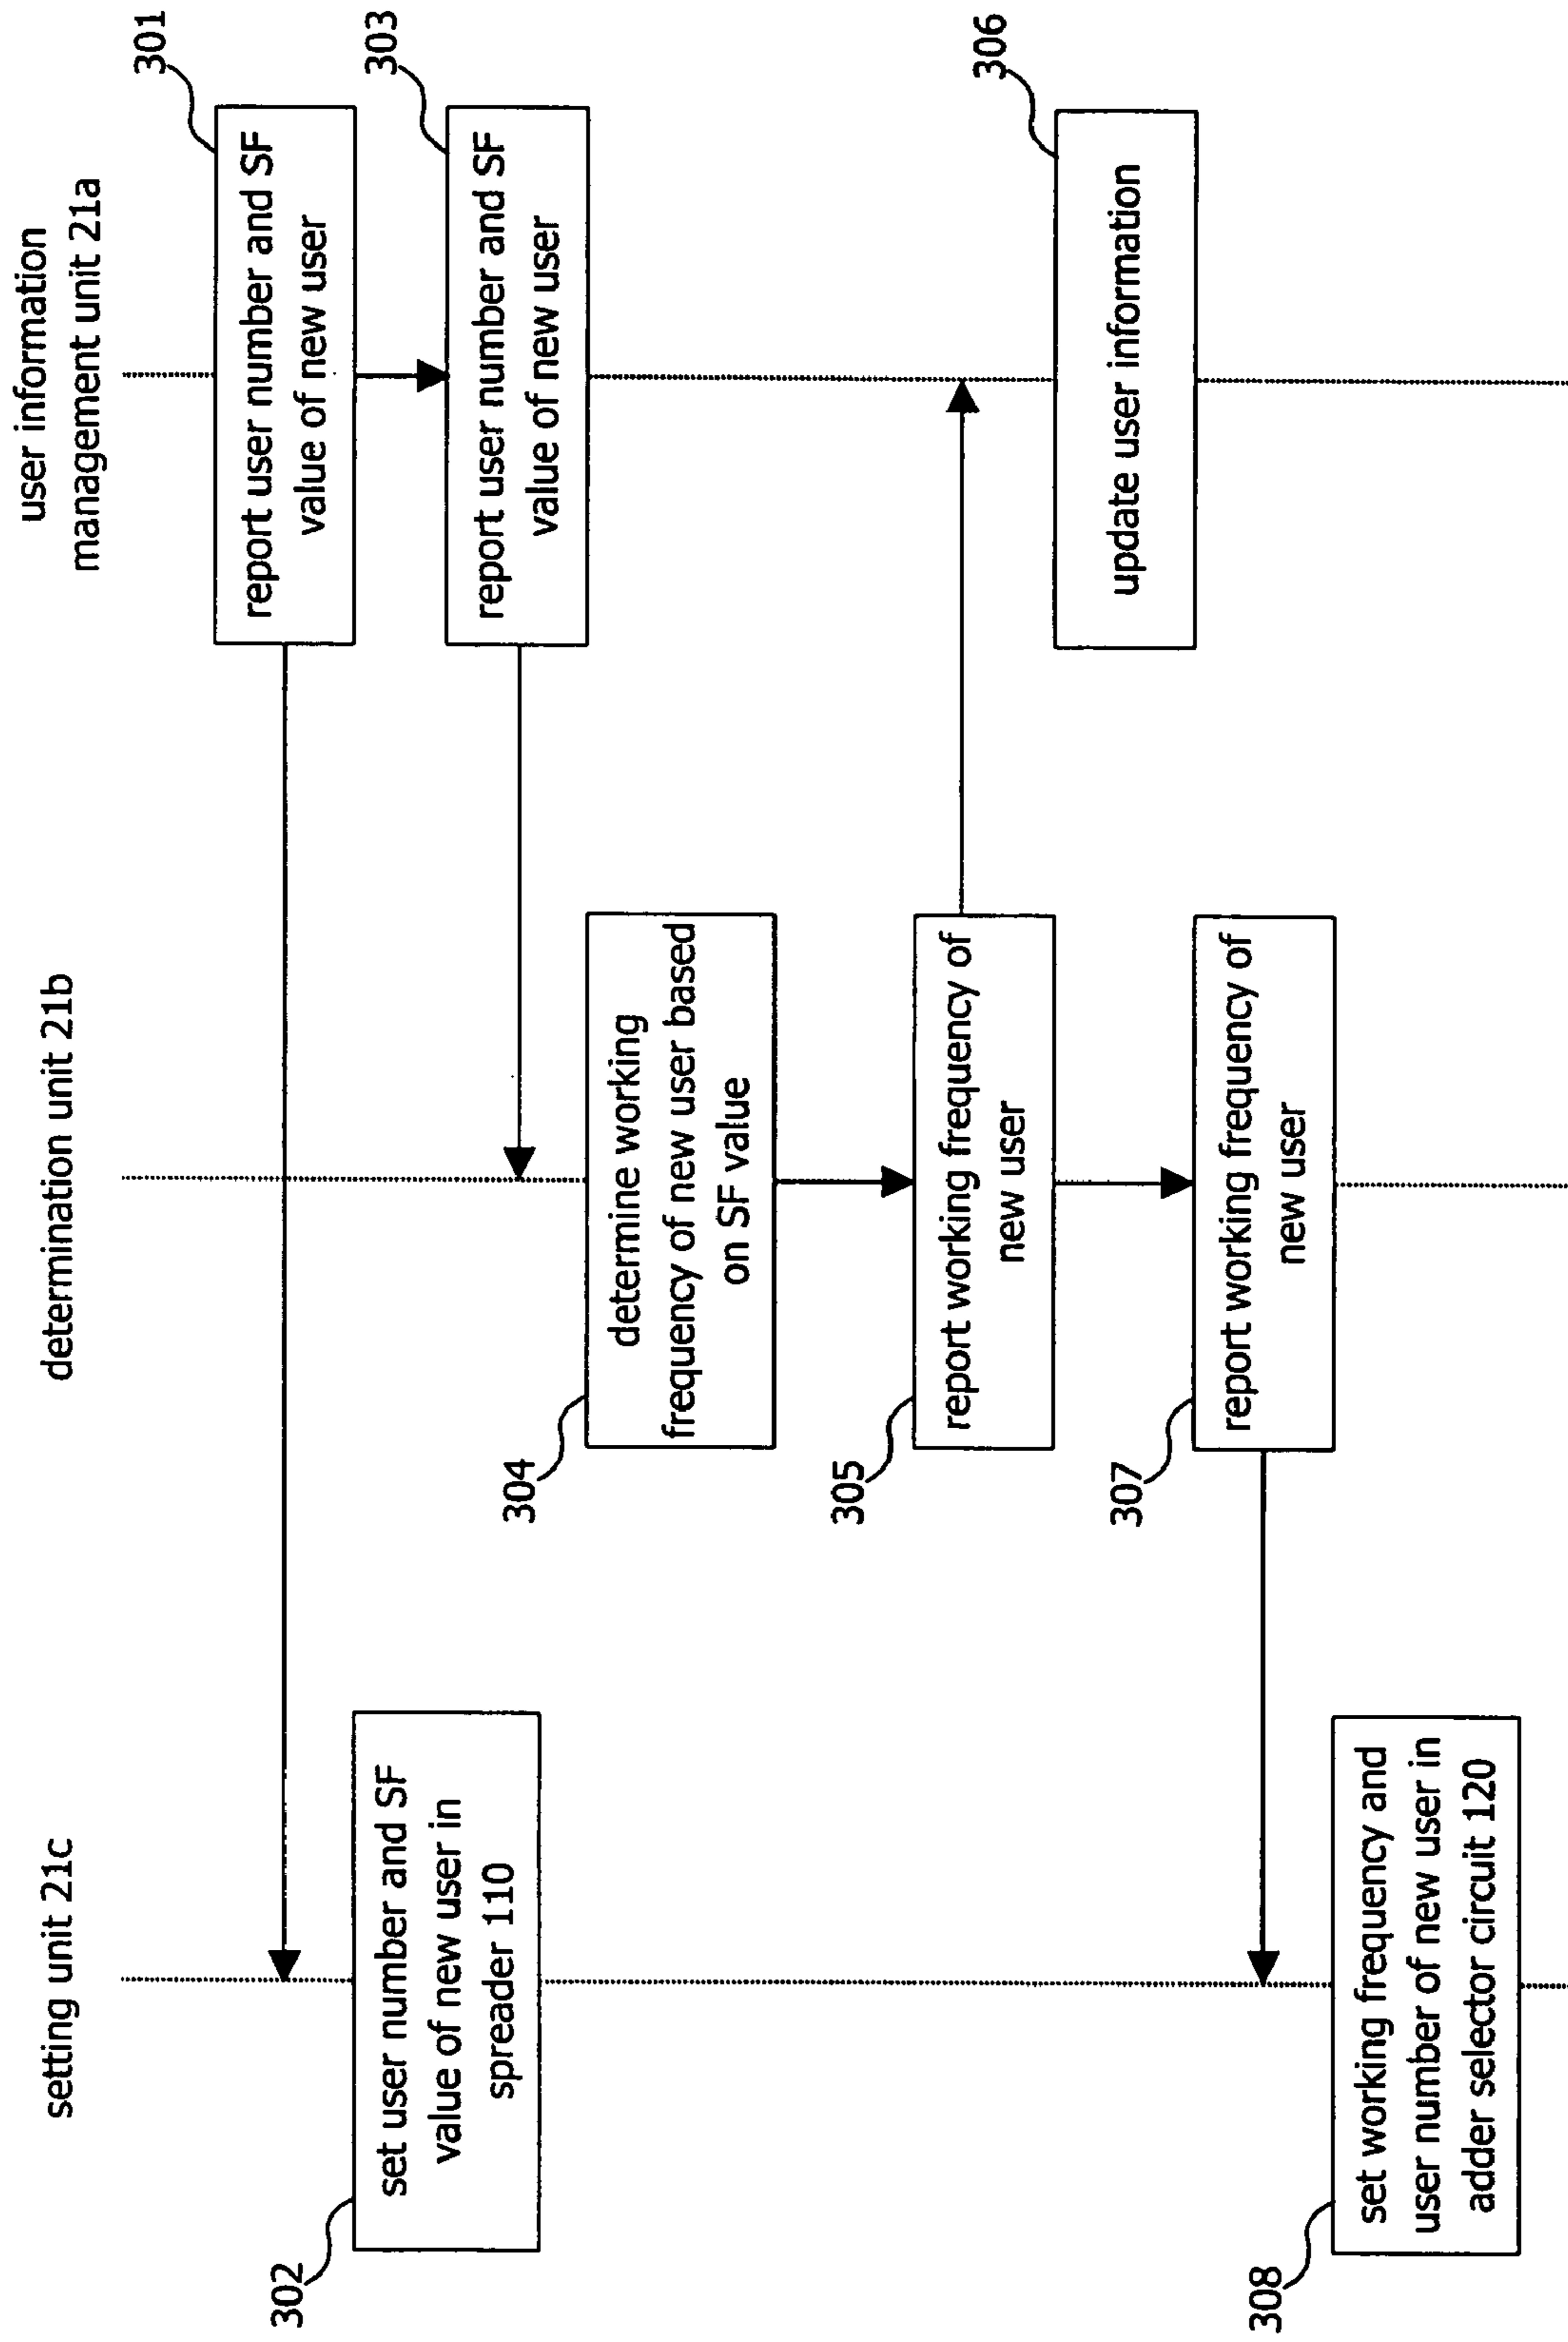 setting unit 21c
determination unit 21b
user information
management unit 21a
301
report user number and SF
value of new user
302
set user number and SF
value of new user in
spreader 110
303
report user number and SF
value of new user
304
determine working
frequency of new user based
on SF value
305
report working frequency of
new user
306
update user information
307
report working frequency of
new user
308
set working frequency and
user number of new user in
adder selector circuit 120